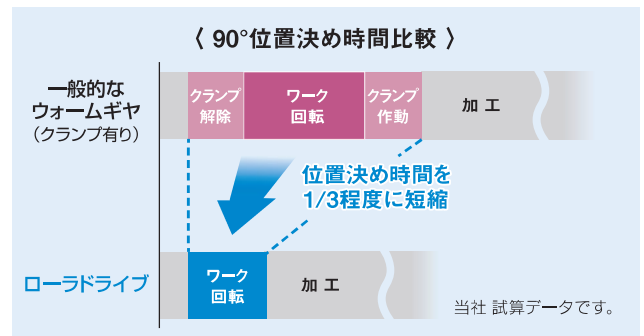 〈 90°位置決め時間比較 〉
一般的な
ウォームギヤ
（クランプ有り）
クランプ
解除
ワーク
回転
クランプ
作動
加工
位置決め時間を
1/3程度に短縮
ローラドライブ
ワーク
回転
加工
当社 試算データです。